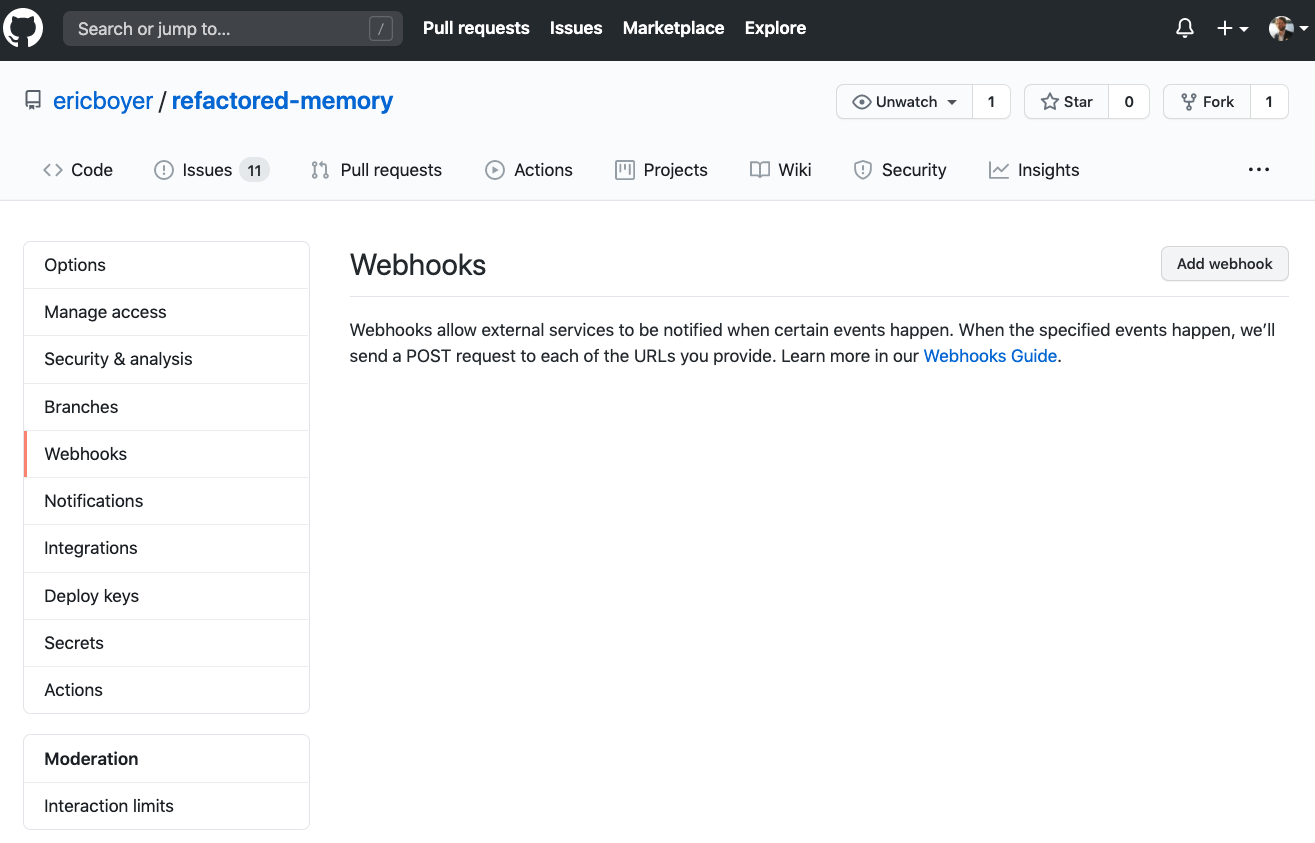 Search or jump to... /
Pull requests Issues Marketplace Explore
ericboyer / refactored-memory
Unwatch 1 Star 0 Fork 1
Code Issues 11 Pull requests Actions Projects Wiki Security Insights ...
Options
Manage access
Security & analysis
Branches
Webhooks
Notifications
Integrations
Deploy keys
Secrets
Actions
Moderation
Interaction limits
Webhooks
Add webhook
Webhooks allow external services to be notified when certain events happen. When the specified events happen, we’ll
send a POST request to each of the URLs you provide. Learn more in our Webhooks Guide.